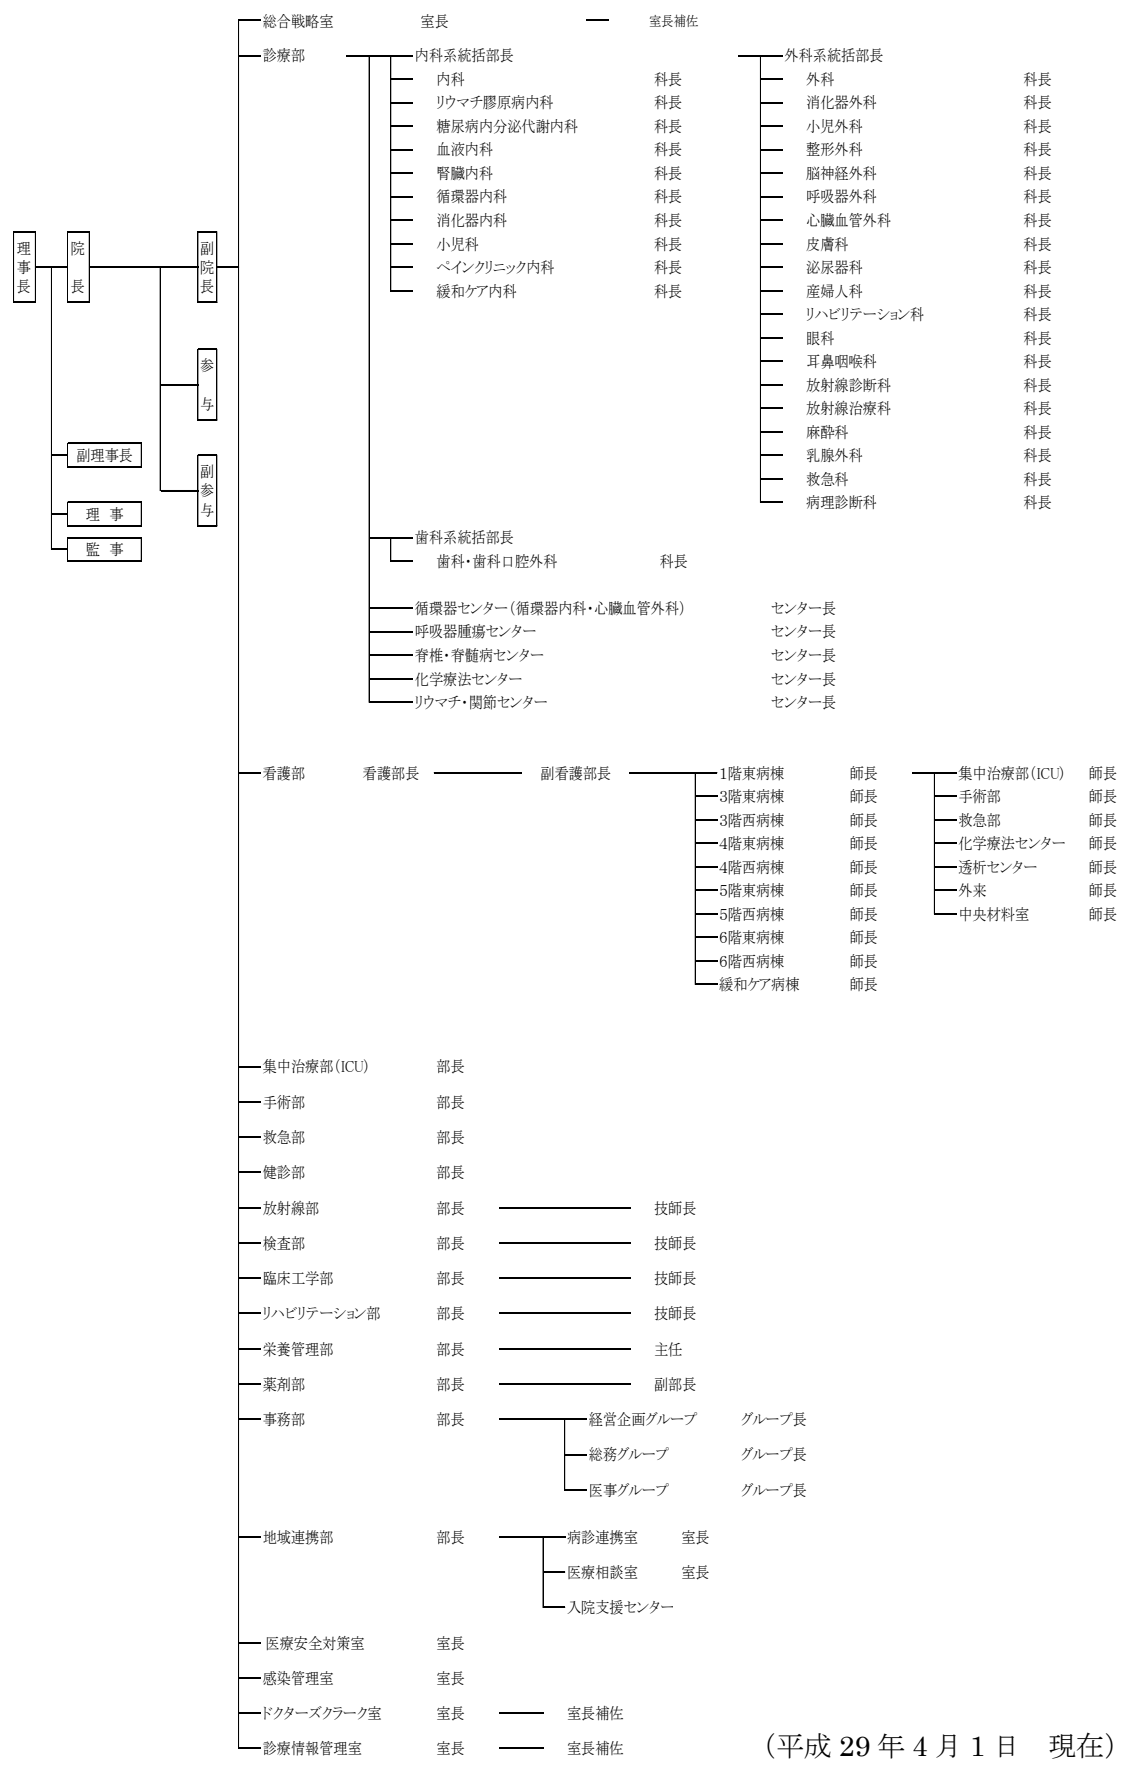 総合戦略室 室長 室長補佐
診療部 内科系統括部長 外科系統括部長
内科 科長 外科 科長
リウマチ膠原病内科 科長 消化器外科 科長
糖尿病内分泌代謝内科 科長 小児外科 科長
血液内科 科長 整形外科 科長
腎臓内科 科長 脳神経外科 科長
循環器内科 科長 呼吸器外科 科長
消化器内科 科長 心臓血管外科 科長
小児科 科長 皮膚科 科長
ペインクリニック内科 科長 泌尿器科 科長
緩和ケア内科 科長 産婦人科 科長
リハビリテーション科 科長
眼科 科長
耳鼻咽喉科 科長
放射線診断科 科長
放射線治療科 科長
麻酔科 科長
乳腺外科 科長
救急科 科長
病理診断科 科長
理事長
院長
副院長
参与
副参与
副理事長
理事
監事
歯科系統括部長
歯科・歯科口腔外科 科長
循環器センター（循環器内科・心臓血管外科） センター長
呼吸器腫瘍センター センター長
脊椎・脊髄病センター センター長
化学療法センター センター長
リウマチ・関節センター センター長
看護部 看護部長 副看護部長 1階東病棟 師長 集中治療部（ICU） 師長
3階東病棟 師長 手術部 師長
3階西病棟 師長 救急部 師長
4階東病棟 師長 化学療法センター 師長
4階西病棟 師長 透析センター 師長
5階東病棟 師長 外来 師長
5階西病棟 師長 中央材料室 師長
6階東病棟 師長
6階西病棟 師長
緩和ケア病棟 師長
集中治療部（ICU） 部長
手術部 部長
救急部 部長
健診部 部長
放射線部 部長 技師長
検査部 部長 技師長
臨床工学部 部長 技師長
リハビリテーション部 部長 技師長
栄養管理部 部長 主任
薬剤部 部長 副部長
事務部 部長 経営企画グループ グループ長
総務グループ グループ長
医事グループ グループ長
地域連携部 部長 病診連携室 室長
医療相談室 室長
入院支援センター
医療安全対策室 室長
感染管理室 室長
ドクターズクラーク室 室長 室長補佐
診療情報管理室 室長 室長補佐
（平成 29 年 4 月 1 日　現在）